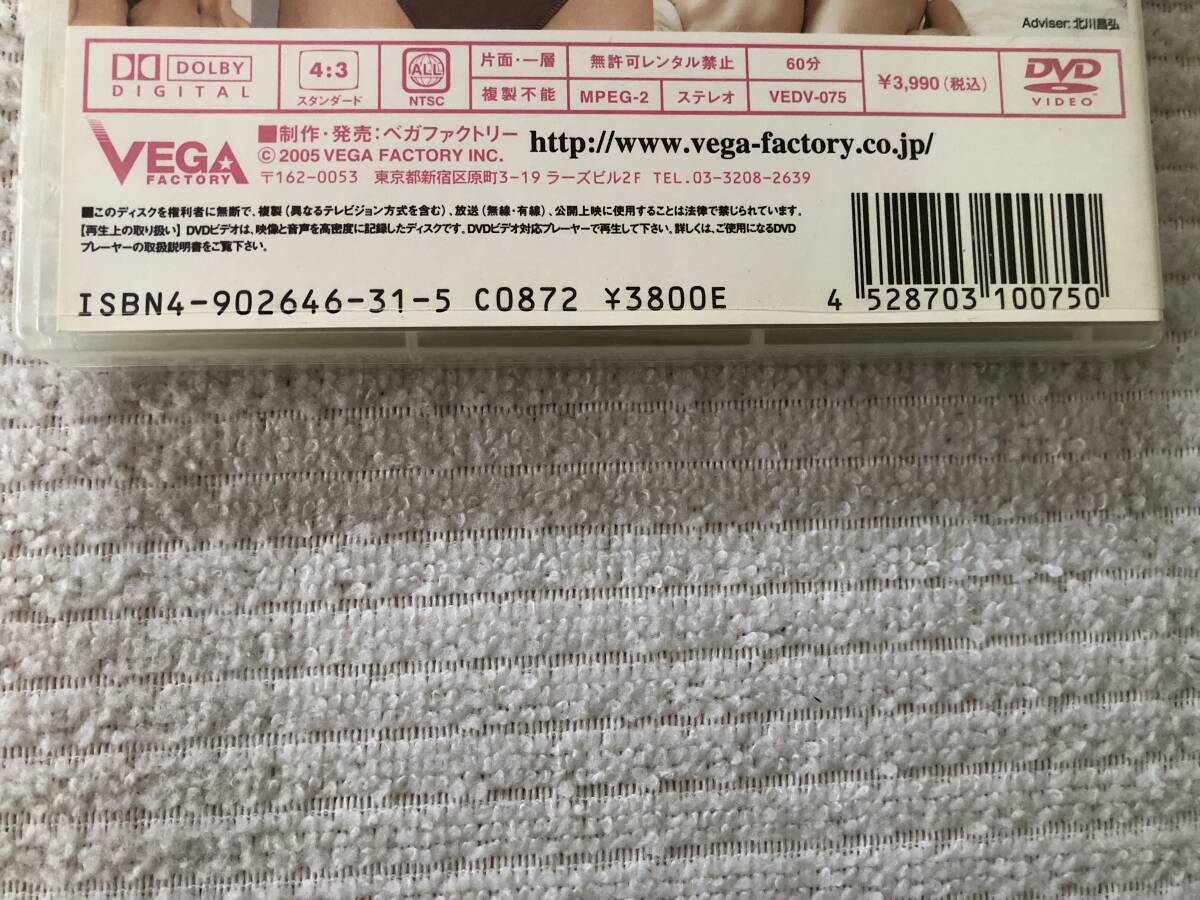 Adviser: 北川昌弘
DOLBY
DIGITAL
4:3
スタンダード
ALL
NTSC
片面・一層
無許可レンタル禁止
60分
複製不能
MPEG-2
ステレオ
VEDV-075
¥3,990(税込)
DVD
VIDEO
VEGA
FACTORY
■制作・発売:ベガファクトリー
©2005 VEGA FACTORY INC.
http://www.vega-factory.co.jp/
〒162-0053 東京都新宿区原町3-19 ラーズビル2F TEL.03-3208-2639
■このディスクを権利者に無断で、複製(異なるテレビジョン方式を含む)、放送(無線・有線)、公開上映に使用することは法律で禁じられています。
【再生上の取り扱い】DVDビデオは、映像と音声を高密度に記録したディスクです。DVDビデオ対応プレーヤーで再生して下さい。詳しくは、ご使用になるDVD
プレーヤーの取扱説明書をご覧下さい。
ISBN4-902646-31-5 C0872 ¥3800E
4 528703 100750